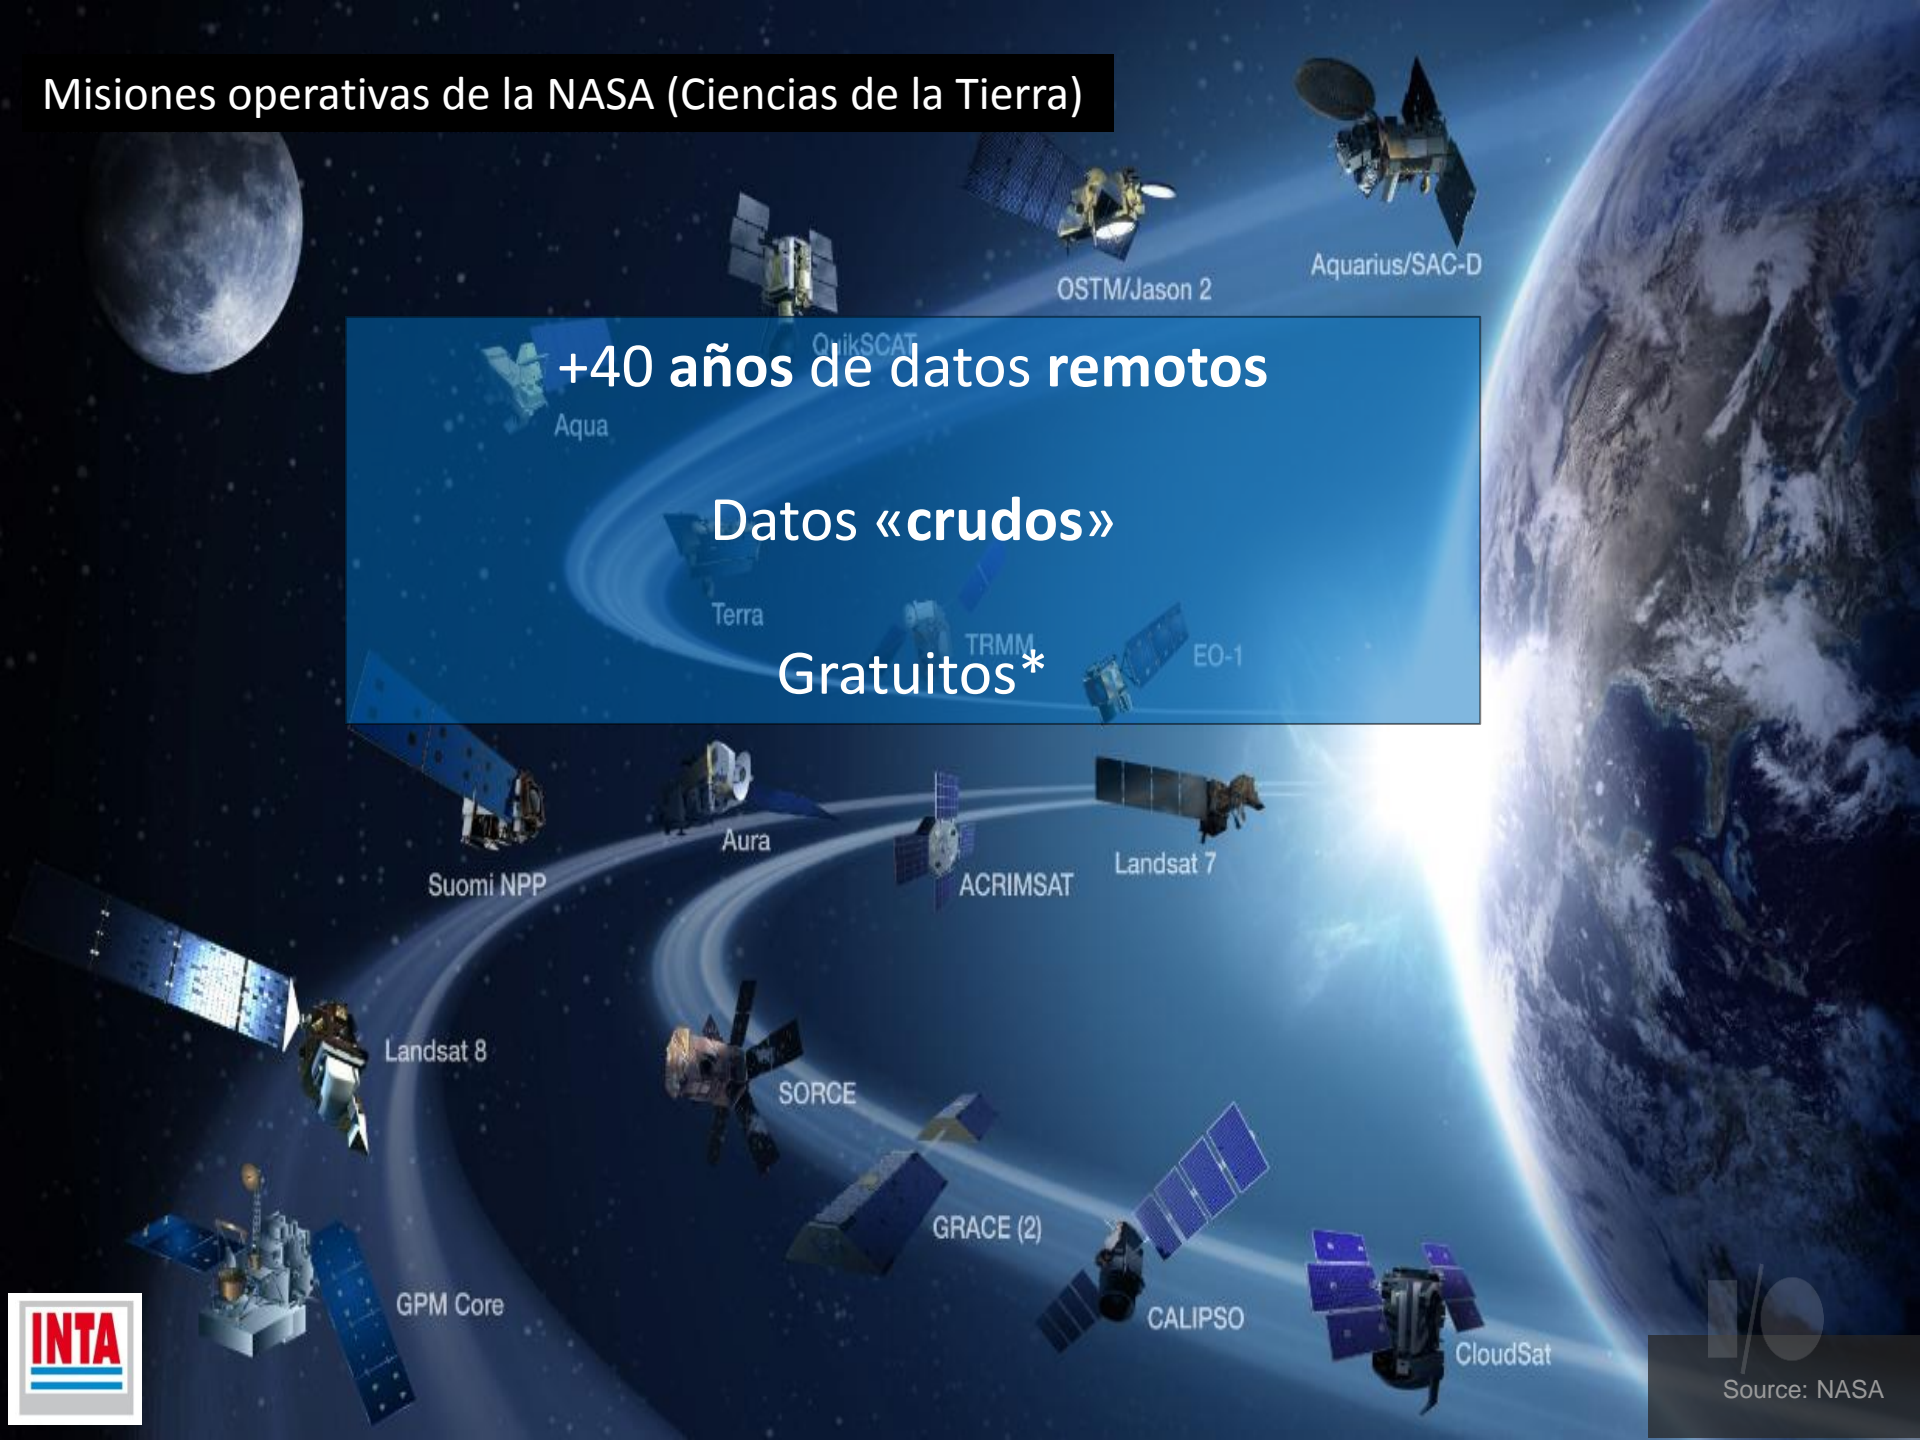 Misiones operativas de la NASA (Ciencias de la Tierra)
OSTM/Jason 2
Aquarius/SAC-D
QuikSCAT
+40 años de datos remotos
Aqua
Datos «crudos»
Terra
TRMM
EO-1
Gratuitos*
Suomi NPP
Aura
ACRIMSAT
Landsat 7
Landsat 8
SORCE
GRACE (2)
GPM Core
CALIPSO
CloudSat
INTA
I/O
Source: NASA